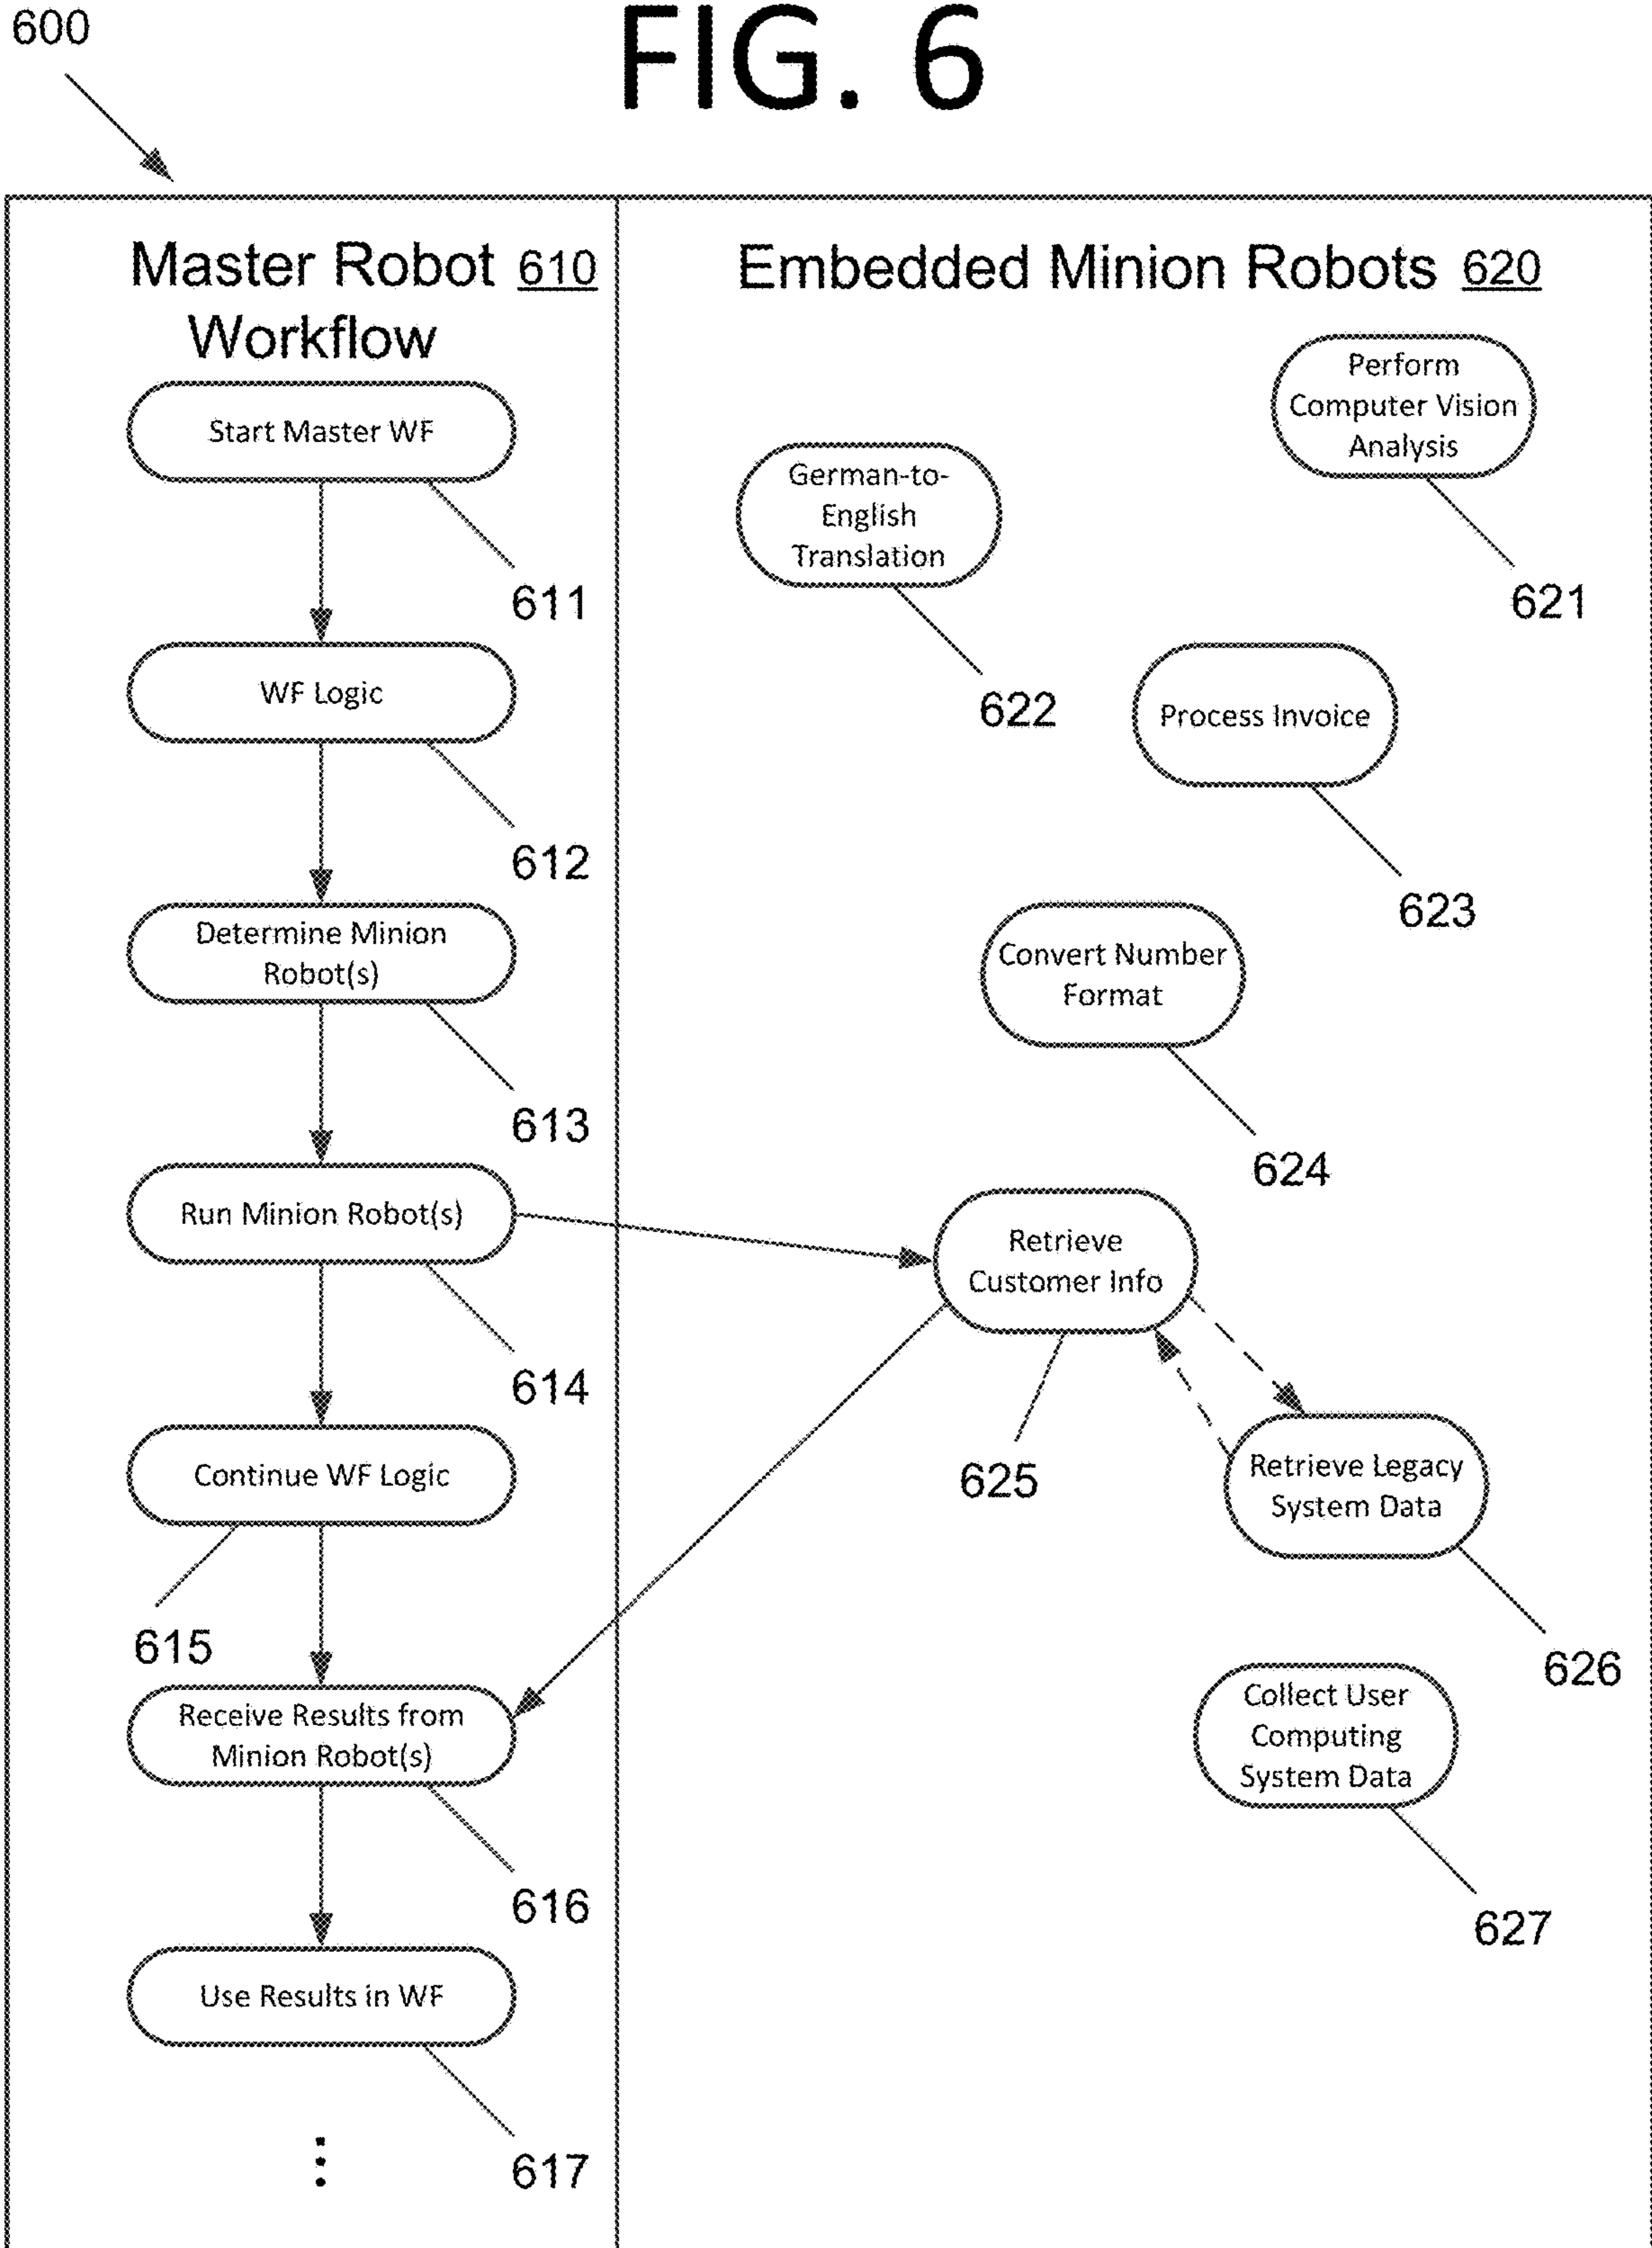 600
FIG. 6
Master Robot 610
Workflow
Start Master WF
611
WF Logic
612
Determine Minion
Robot(s)
613
Run Minion Robot(s)
614
Continue WF Logic
615
Receive Results from
Minion Robot(s)
616
Use Results in WF
617
Embedded Minion Robots 620
Perform
Computer Vision
Analysis
621
German-to-
English
Translation
622
Process Invoice
623
Convert Number
Format
624
Retrieve
Customer Info
625
Retrieve Legacy
System Data
626
Collect User
Computing
System Data
627